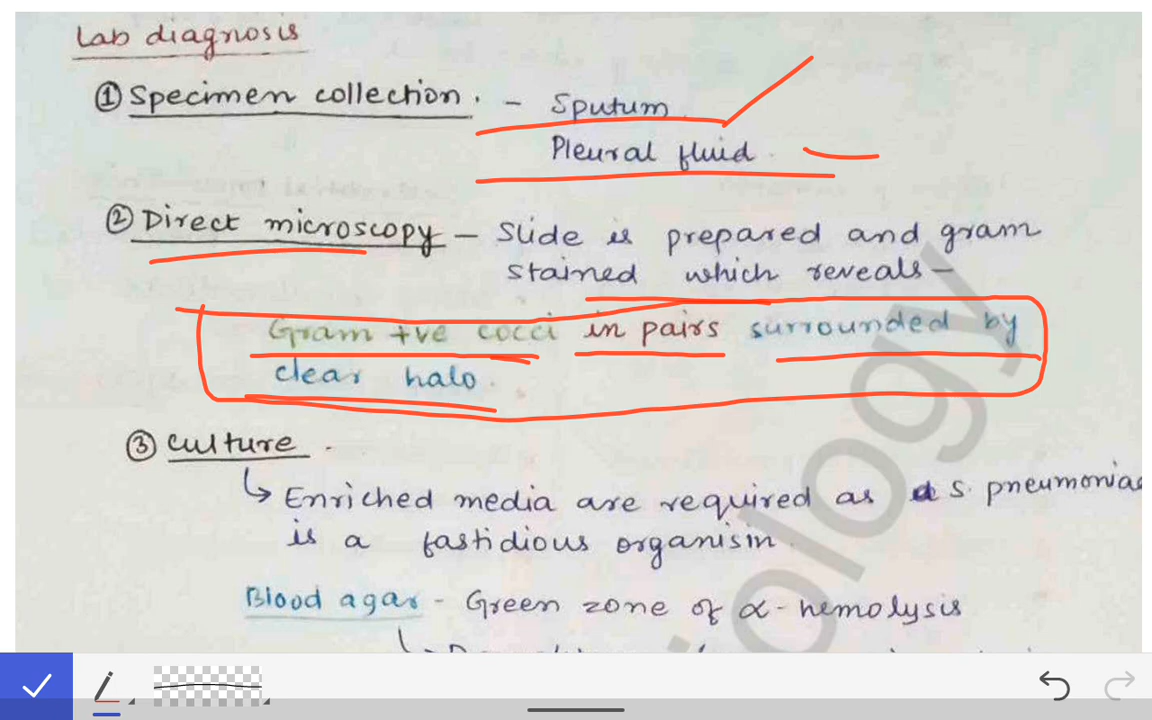 Lab diagnosis
① Specimen collection. - Sputum.
Pleural fluid.
② Direct microscopy - Slide is prepared and gram
stained which reveals -
Gram +ve cocci in pairs surrounded by
clear halo.
③ Culture.
↳ Enriched media are required as S. pneumoniae
is a fastidious organisim.
Blood agar - Green zone of α-hemolysis
ology